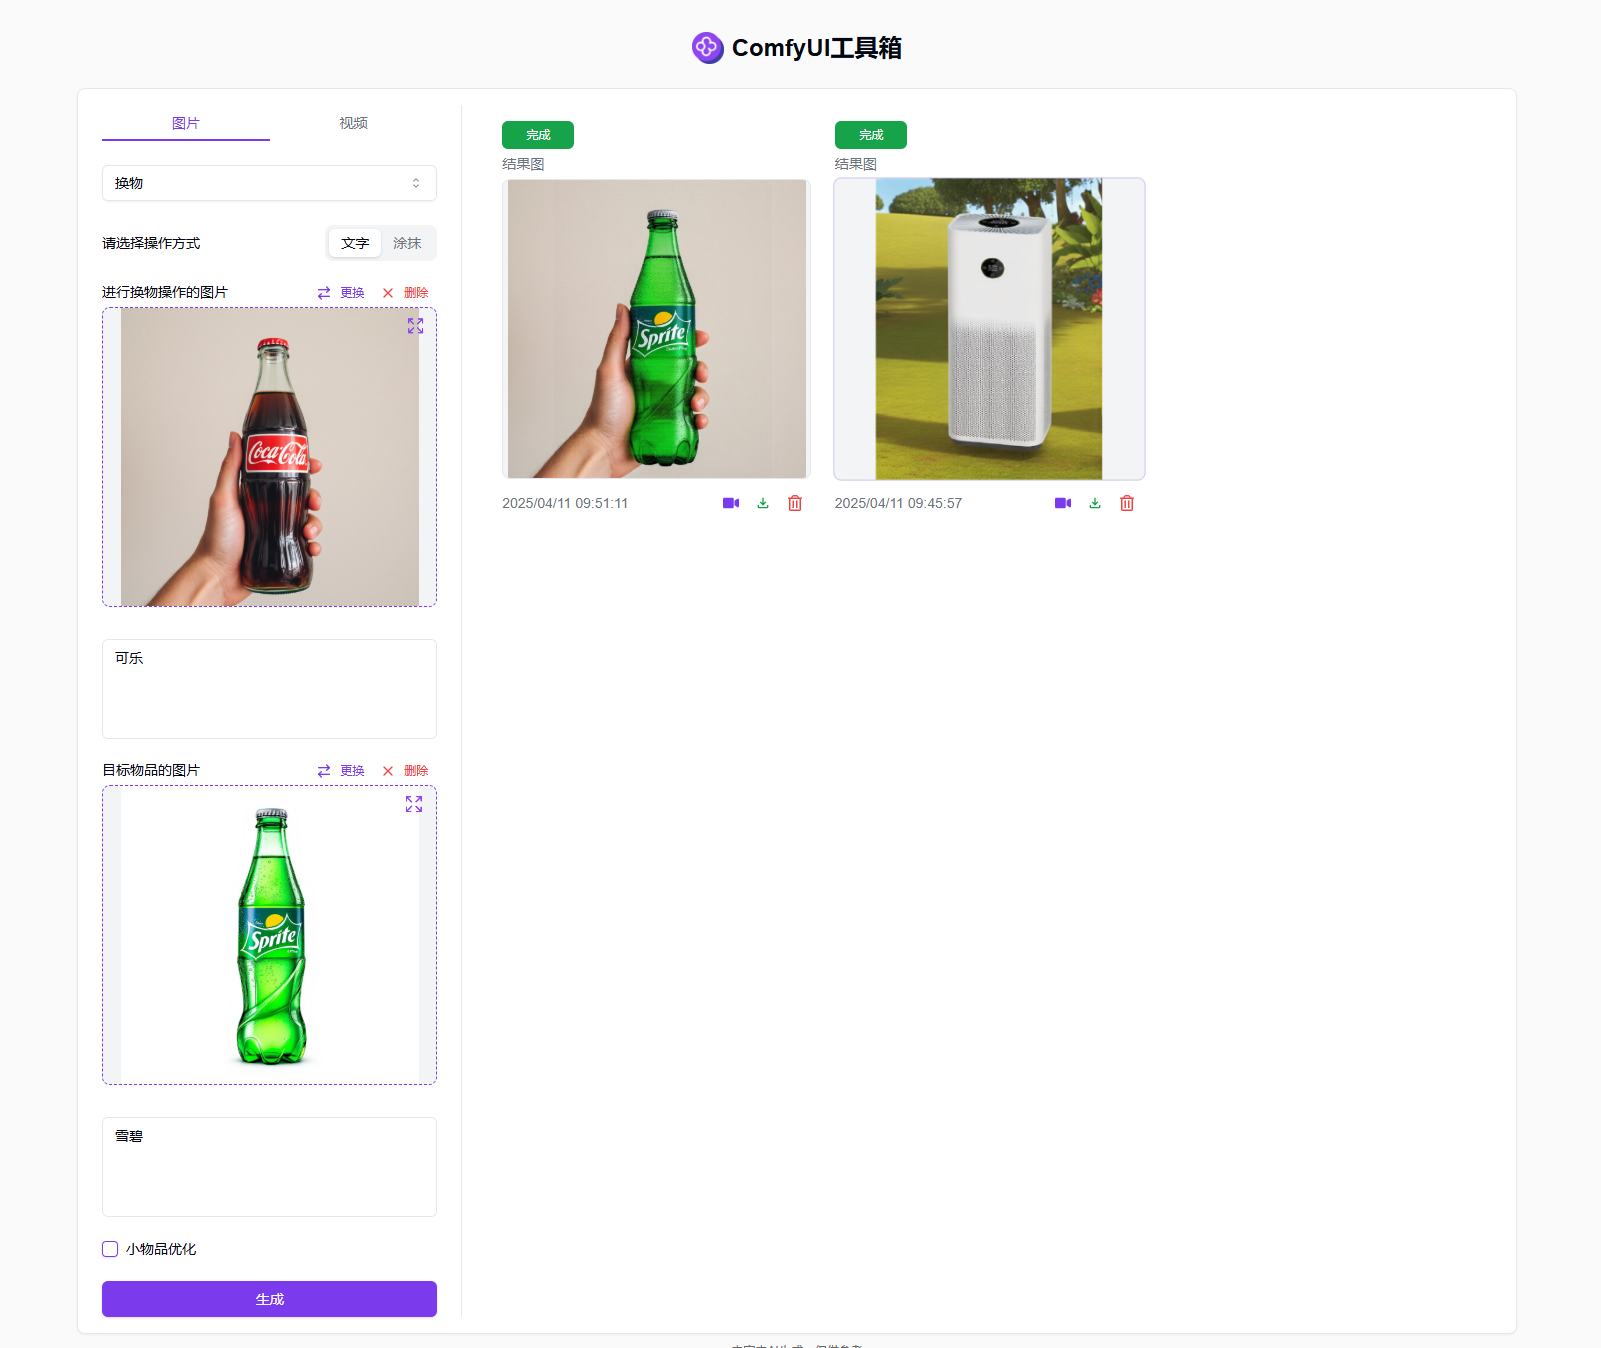 ComfyUI工具箱
图片
视频
换物
请选择操作方式
文字
涂抹
进行换物操作的图片
更换
删除
Coca-Cola
可乐
目标物品的图片
更换
删除
Sprite
雪碧
小物品优化
生成
完成
结果图
Sprite
2025/04/11 09:51:11
完成
结果图
2025/04/11 09:45:57